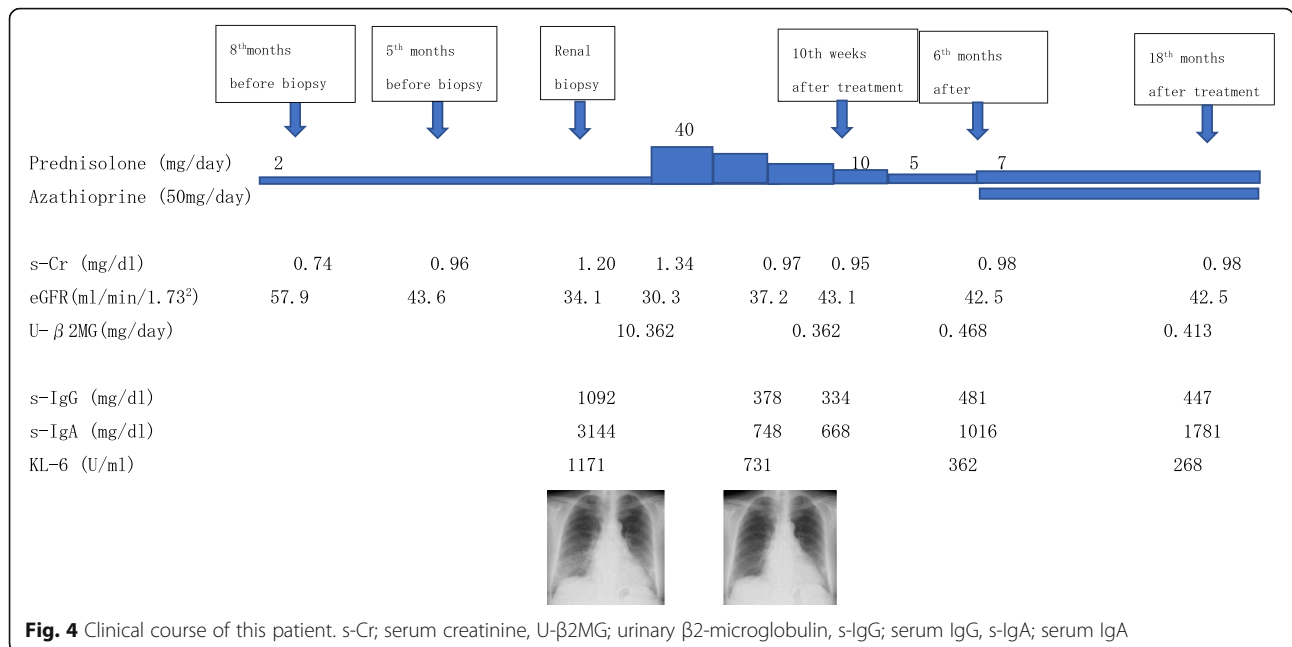 8thmonths
before biopsy
5th months
before biopsy
Renal
biopsy
10th weeks
after treatment
6th months
after
18th months
after treatment
40
Prednisolone (mg/day) 2 10 5 7
Azathioprine (50mg/day)
s-Cr (mg/dl) 0.74 0.96 1.20 1.34 0.97 0.95 0.98 0.98
eGFR(ml/min/1.73²) 57.9 43.6 34.1 30.3 37.2 43.1 42.5 42.5
U-β2MG(mg/day) 10.362 0.362 0.468 0.413
s-IgG (mg/dl) 1092 378 334 481 447
s-IgA (mg/dl) 3144 748 668 1016 1781
KL-6 (U/ml) 1171 731 362 268
Fig. 4 Clinical course of this patient. s-Cr; serum creatinine, U-β2MG; urinary β2-microglobulin, s-IgG; serum IgG, s-IgA; serum IgA